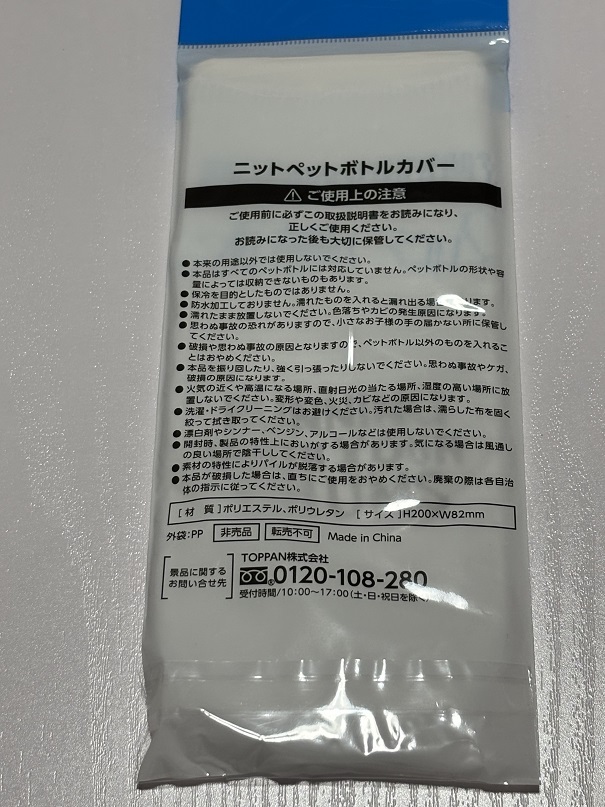 ニットペットボトルカバー
⚠ ご使用上の注意
ご使用前に必ずこの取扱説明書をお読みになり、
正しくご使用ください。
お読みになった後も大切に保管してください。
●本来の用途以外では使用しないでください。
●本品はすべてのペットボトルには対応していません。ペットボトルの形状や容
量によっては収納できないものもあります。
●保冷を目的としたものではありません。
●防水加工しておりません。濡れたものを入れると漏れ出る場合があります。
●濡れたまま放置しないでください。色落ちやカビの発生原因になります。
●思わぬ事故の恐れがありますので、小さなお子様の手の届かない所に保管し
てください。
●破損や思わぬ事故の原因となりますので、ペットボトル以外のものを入れるこ
とはおやめください。
●本品を振り回したり、強く引っ張ったりしないでください。思わぬ事故やケガ、
破損の原因になります。
●火気の近くや高温になる場所、直射日光の当たる場所、湿度の高い場所に放
置しないでください。変形や変色、火災、カビなどの原因になります。
●洗濯・ドライクリーニングはお避けください。汚れた場合は、濡らした布を固く
絞って拭き取ってください。
●漂白剤やシンナー、ベンジン、アルコールなどは使用しないでください。
●開封時、製品の特性上においがする場合があります。気になる場合は風通し
の良い場所で陰干ししてください。
●素材の特性によりパイルが脱落する場合があります。
●本品が破損した場合は、直ちにご使用をおやめください。廃棄の際は各自治
体の指示に従ってください。
[材 質]ポリエステル、ポリウレタン [サイズ]H200×W82mm
外袋:PP 非売品 転売不可 Made in China
景品に関する
お問い合せ先
TOPPAN株式会社
0120-108-280
受付時間/10:00～17:00(土・日・祝日を除く)